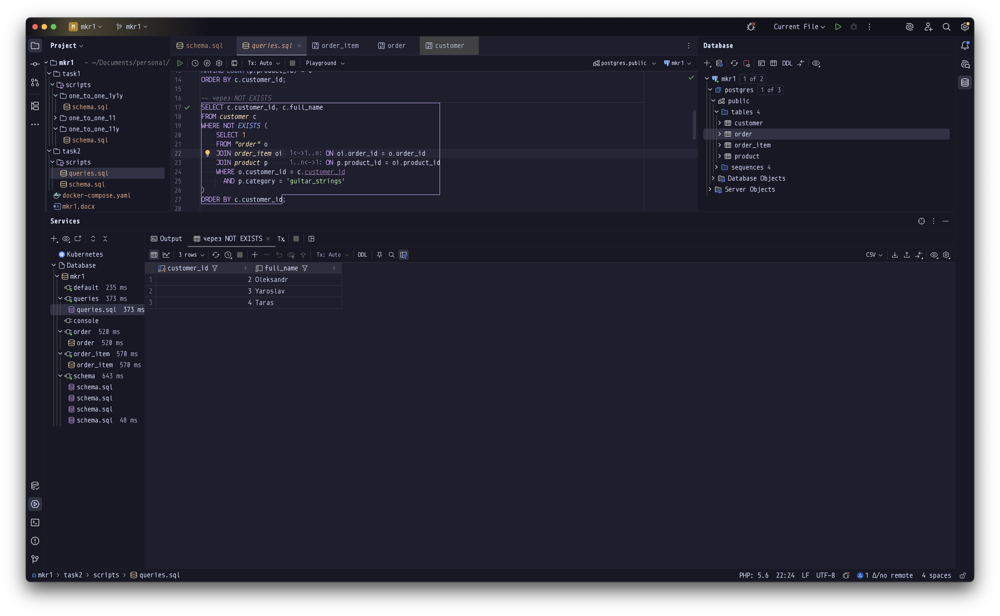 M mkr1 mkr1 Current File
Project
schema.sql queries.sql order_item order customer
Database
mkr1 – ~/Documents/personal/
task1
scripts
one_to_one_1y1y
schema.sql
one_to_one_11
one_to_one_11y
schema.sql
task2
scripts
queries.sql
schema.sql
docker-compose.yaml
mkr1.docx
Tx: Auto Playground postgres.public mkr1
14 ORDER BY c.customer_id;
15
16 -- через NOT EXISTS
17 SELECT c.customer_id, c.full_name
18 FROM customer c
19 WHERE NOT EXISTS (
20 SELECT 1
21 FROM "order" o
22 JOIN order_item oi 1<->1..n: ON oi.order_id = o.order_id
23 JOIN product p 1..n<->1: ON p.product_id = oi.product_id
24 WHERE o.customer_id = c.customer_id
25 AND p.category = 'guitar_strings'
26 )
27 ORDER BY c.customer_id;
28
DDL
mkr1 1 of 2
postgres 1 of 3
public
tables 4
customer
order
order_item
product
sequences 4
Database Objects
Server Objects
Services
Output через NOT EXISTS Tx
3 rows Tx: Auto DDL CSV
Kubernetes
Database
mkr1
default 235 ms
queries 373 ms
queries.sql 373 ms
console
order 520 ms
order 520 ms
order_item 570 ms
order_item 570 ms
schema 643 ms
schema.sql
schema.sql
schema.sql
schema.sql 48 ms
customer_id full_name
1 2 Oleksandr
2 3 Yaroslav
3 4 Taras
mkr1 > task2 > scripts > queries.sql
PHP: 5.6 22:24 LF UTF-8 1 Δ/no remote 4 spaces